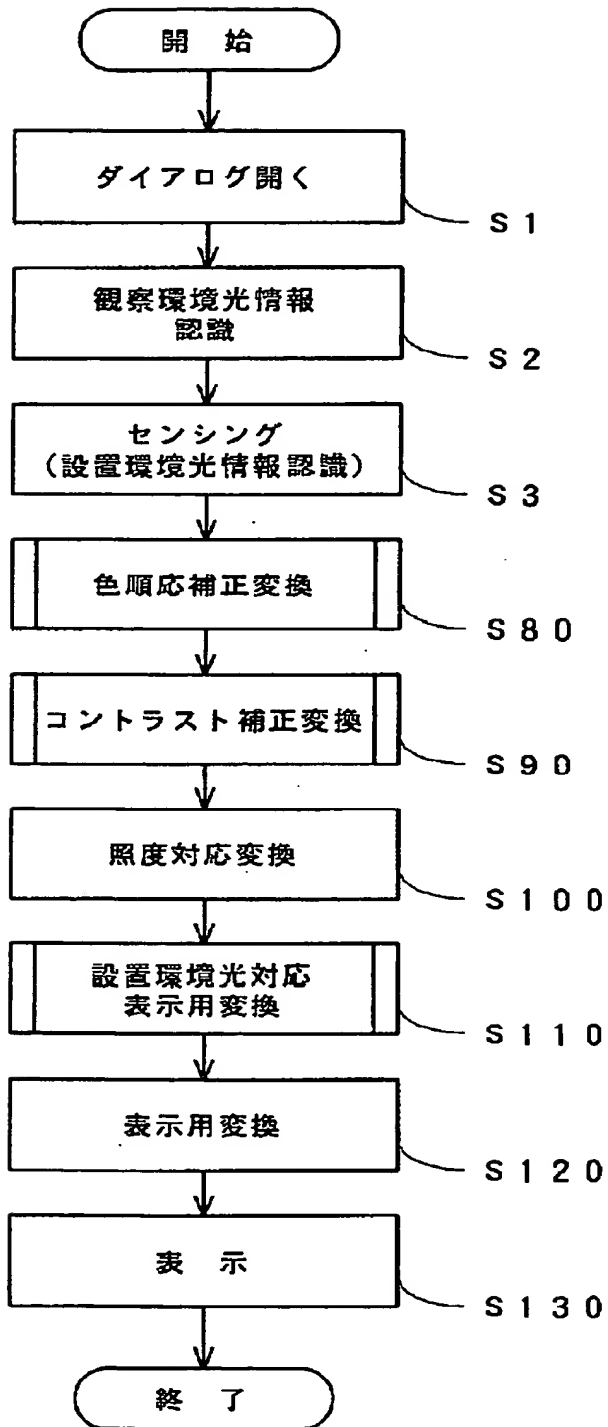 開 始
ダイアログ開く
S1
観察環境光情報
認識
S2
センシング
(設置環境光情報認識)
S3
色順応補正変換
S80
コントラスト補正変換
S90
照度対応変換
S100
設置環境光対応
表示用変換
S110
表示用変換
S120
表 示
S130
終 了